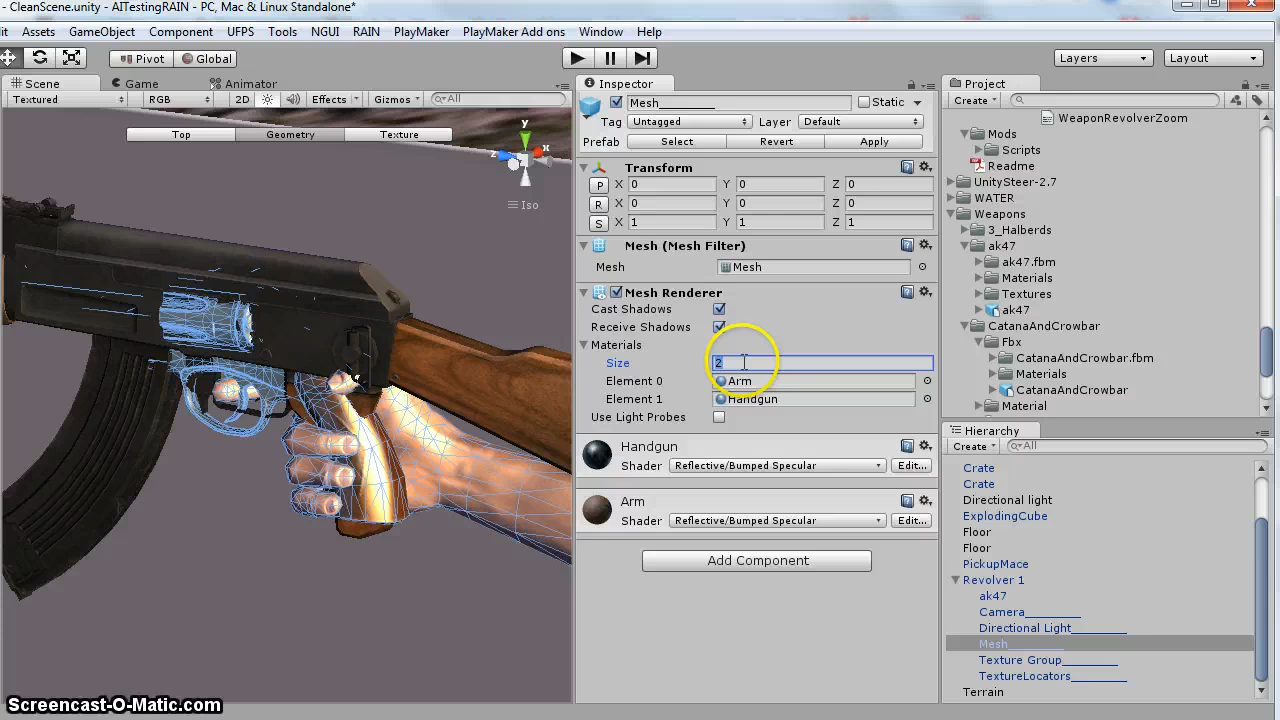 - CleanScene.unity - AITestingRAIN - PC, Mac & Linux Standalone*
it Assets GameObject Component UFPS Tools NGUI RAIN PlayMaker PlayMaker Add ons Window Help
Pivot Global Layers Layout
Scene Game Animator
Textured RGB 2D Effects Gizmos All
Top Geometry Texture
y
x
z
Iso
Inspector
Mesh________ Static
Tag Untagged Layer Default
Prefab Select Revert Apply
Transform
P X 0 Y 0 Z 0
R X 0 Y 0 Z 0
S X 1 Y 1 Z 1
Mesh (Mesh Filter)
Mesh Mesh
Mesh Renderer
Cast Shadows
Receive Shadows
Materials
Size 2
Element 0 Arm
Element 1 Handgun
Use Light Probes
Handgun
Shader Reflective/Bumped Specular Edit...
Arm
Shader Reflective/Bumped Specular Edit...
Add Component
Project
Create
WeaponRevolverZoom
Mods
Scripts
Readme
UnitySteer-2.7
WATER
Weapons
3_Halberds
ak47
ak47.fbm
Materials
Textures
ak47
CatanaAndCrowbar
Fbx
CatanaAndCrowbar.fbm
Materials
CatanaAndCrowbar
Material
Hierarchy
Create All
Crate
Crate
Directional light
ExplodingCube
Floor
Floor
PickupMace
Revolver 1
ak47
Camera________
Directional Light________
Mesh________
Texture Group________
TextureLocators________
Terrain
Screencast-O-Matic.com